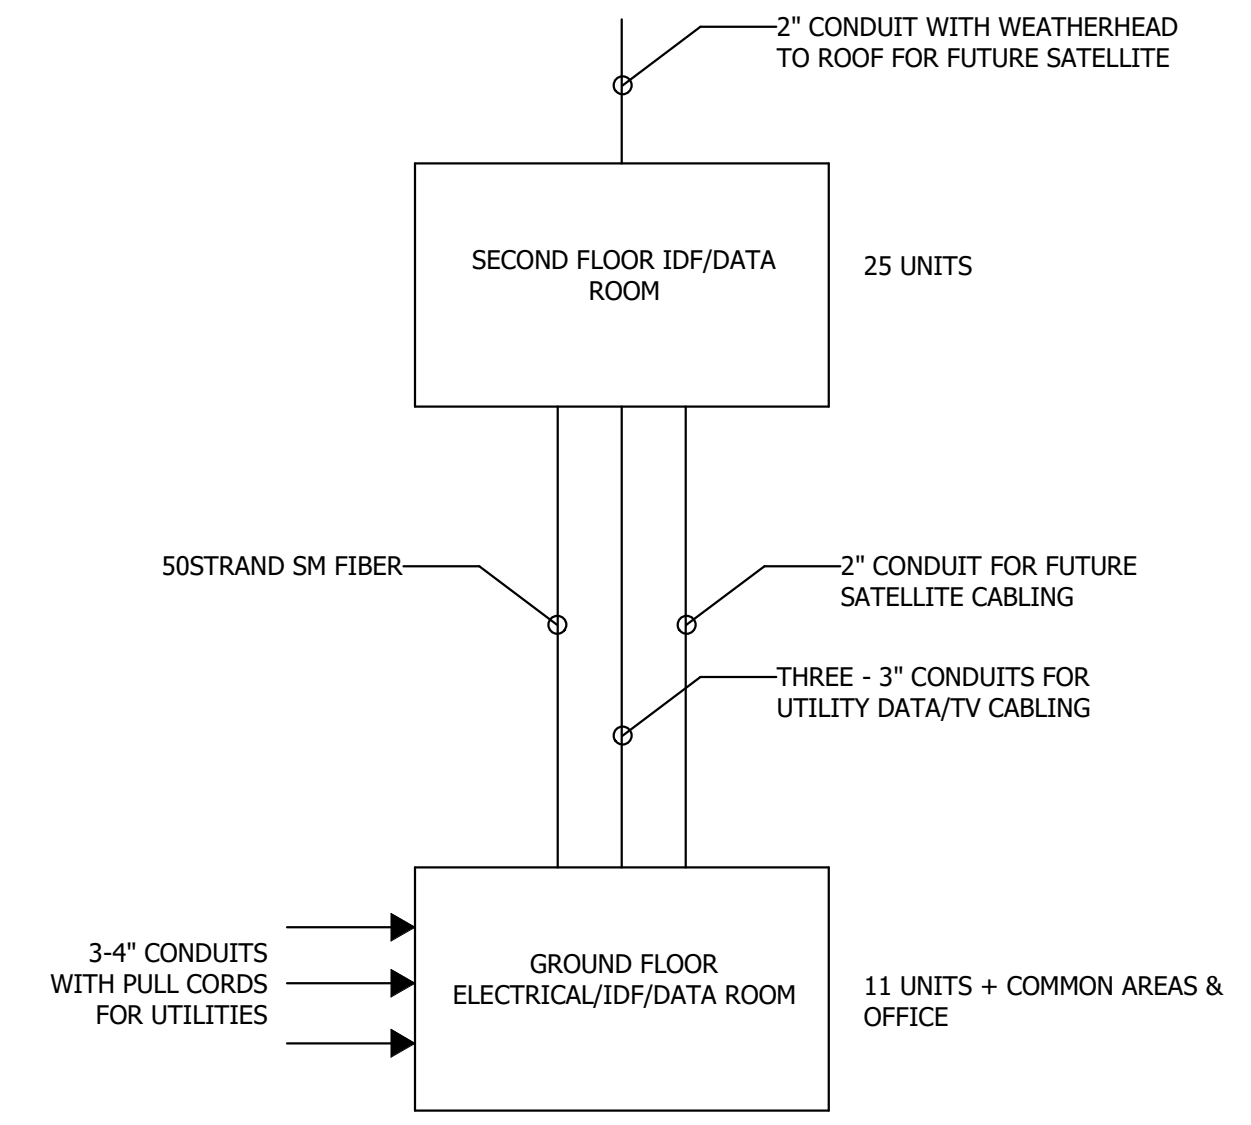 2" CONDUIT WITH WEATHERHEAD
TO ROOF FOR FUTURE SATELLITE
SECOND FLOOR IDF/DATA
ROOM
25 UNITS
50STRAND SM FIBER
2" CONDUIT FOR FUTURE
SATELLITE CABLING
THREE - 3" CONDUITS FOR
UTILITY DATA/TV CABLING
3-4" CONDUITS
WITH PULL CORDS
FOR UTILITIES
GROUND FLOOR
ELECTRICAL/IDF/DATA ROOM
11 UNITS + COMMON AREAS &
OFFICE